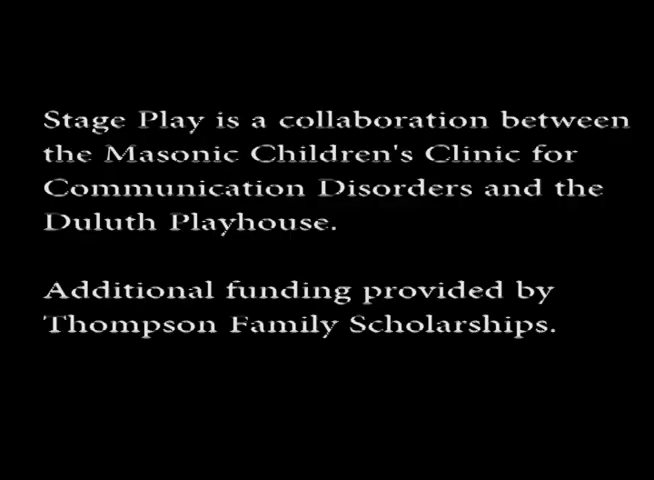 Stage Play is a collaboration between
the Masonic Children's Clinic for
Communication Disorders and the
Duluth Playhouse.
Additional funding provided by
Thompson Family Scholarships.